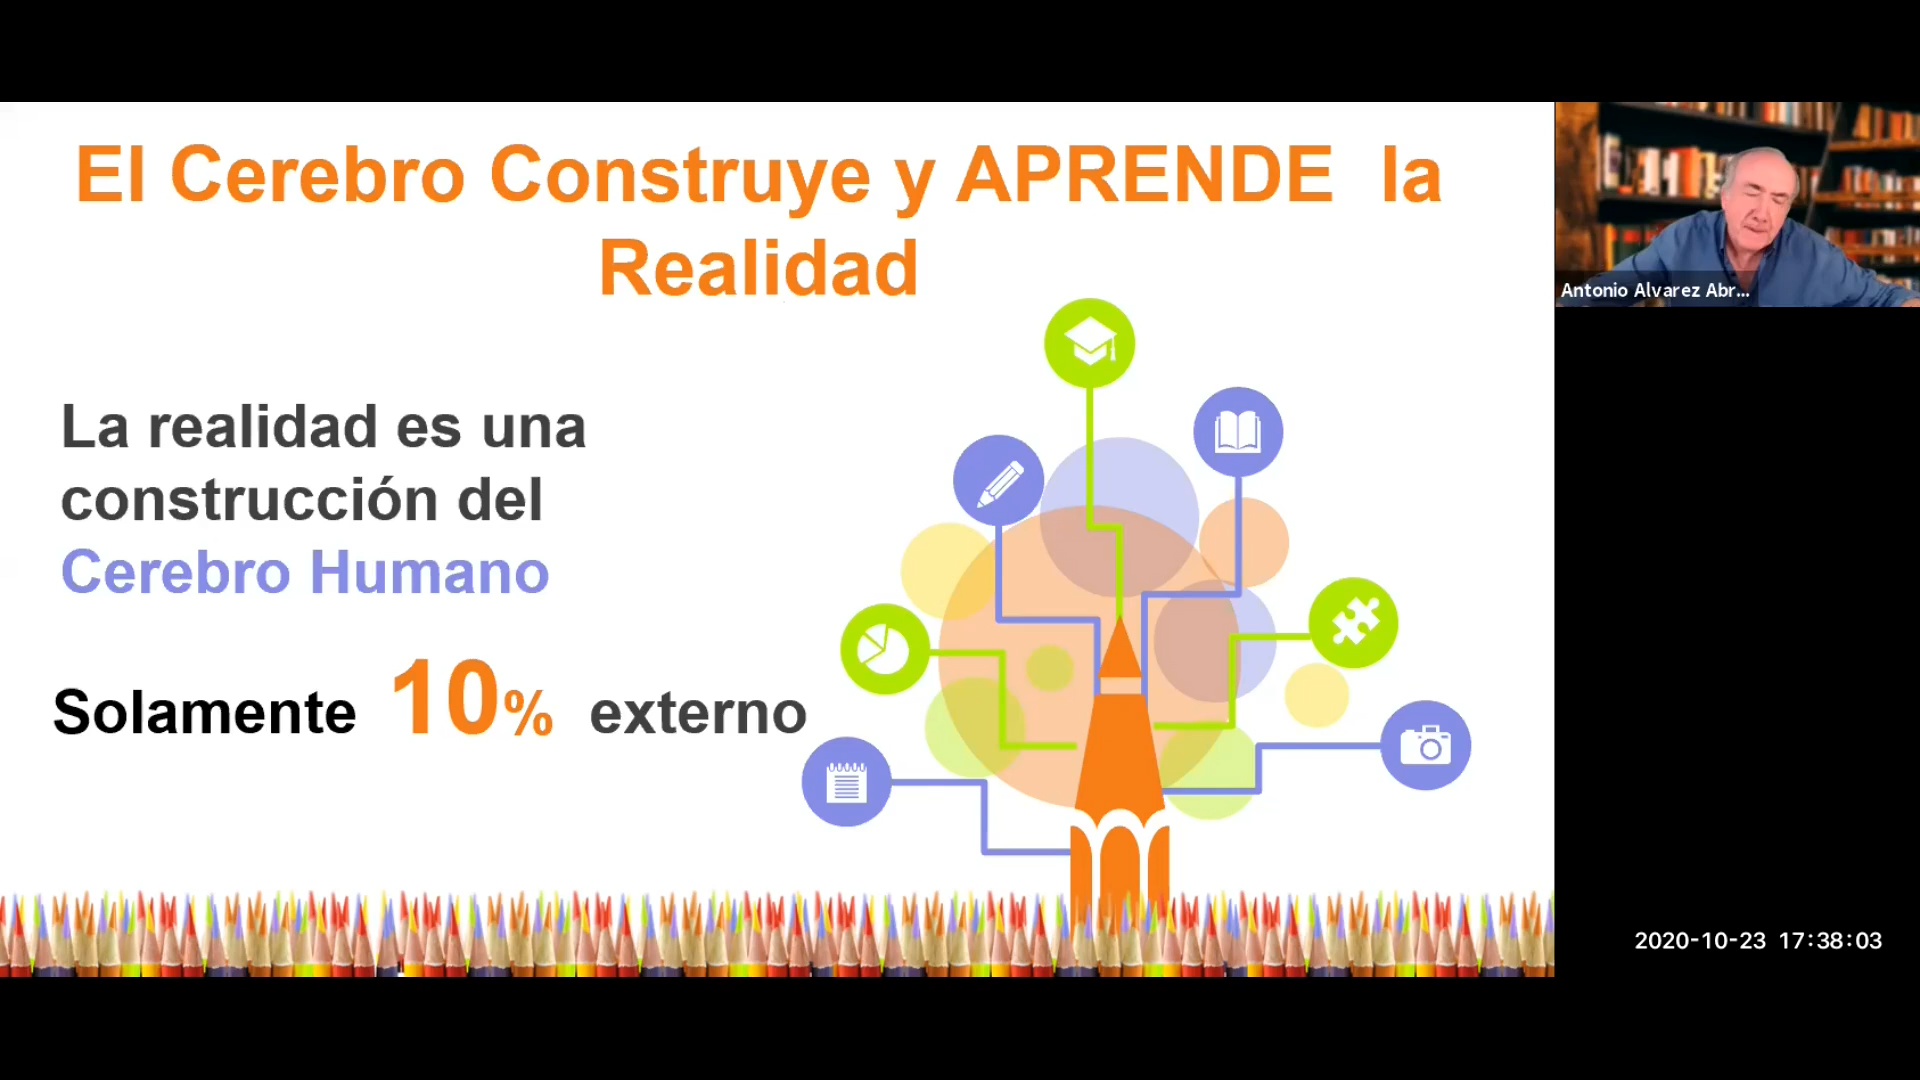 El Cerebro Construye y APRENDE la
Realidad
La realidad es una
construcción del
Cerebro Humano
Solamente 10% externo
Antonio Alvarez Abr...
2020-10-23 17:38:03